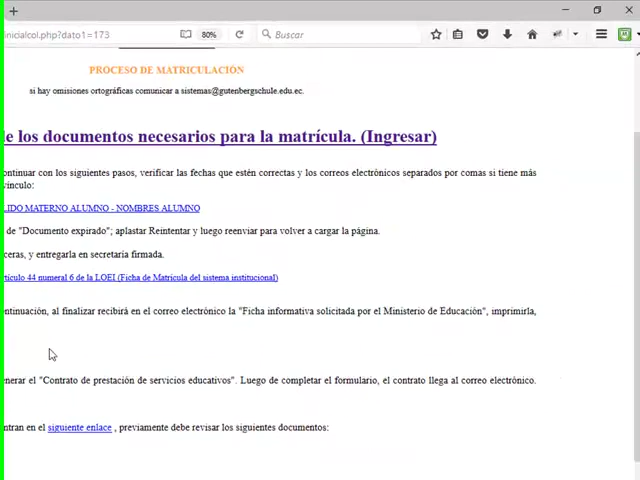 inicialcol.php?dato1=173
80%
Buscar
PROCESO DE MATRICULACIÓN
si hay omisiones ortográficas comunicar a sistemas@gutenbergschule.edu.ec.
de los documentos necesarios para la matrícula. (Ingresar)
continuar con los siguientes pasos, verificar las fechas que estén correctas y los correos electrónicos separados por comas si tiene más
vínculo:
LIDO MATERNO ALUMNO - NOMBRES ALUMNO
de "Documento expirado"; aplastar Reintentar y luego reenviar para volver a cargar la página.
ceras, y entregarla en secretaría firmada.
rtículo 44 numeral 6 de la LOEI (Ficha de Matrícula del sistema institucional)
ontinuación, al finalizar recibirá en el correo electrónico la "Ficha informativa solicitada por el Ministerio de Educación", imprimirla,
enerar el "Contrato de prestación de servicios educativos". Luego de completar el formulario, el contrato llega al correo electrónico.
ntran en el siguiente enlace , previamente debe revisar los siguientes documentos: